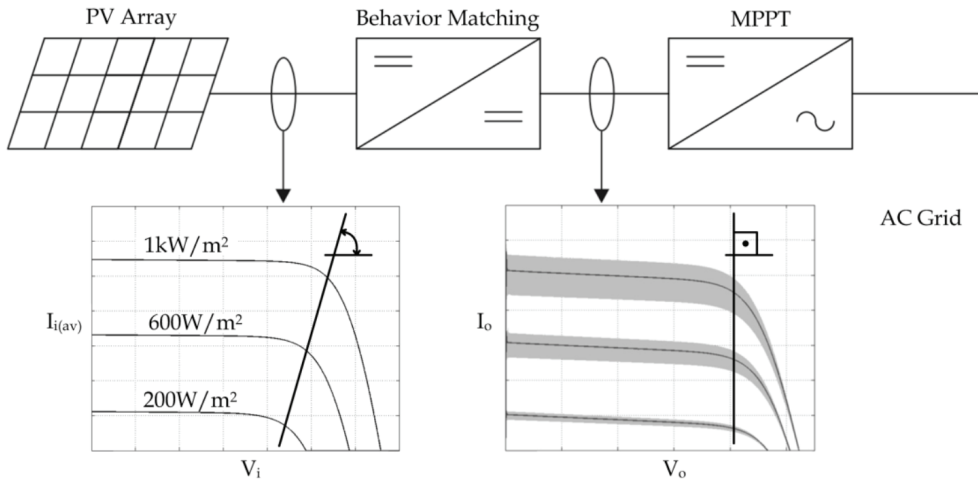 PV Array
Behavior Matching
MPPT
AC Grid
1kW/m²
600W/m²
200W/m²
I_i(av)
V_i
I_o
V_o